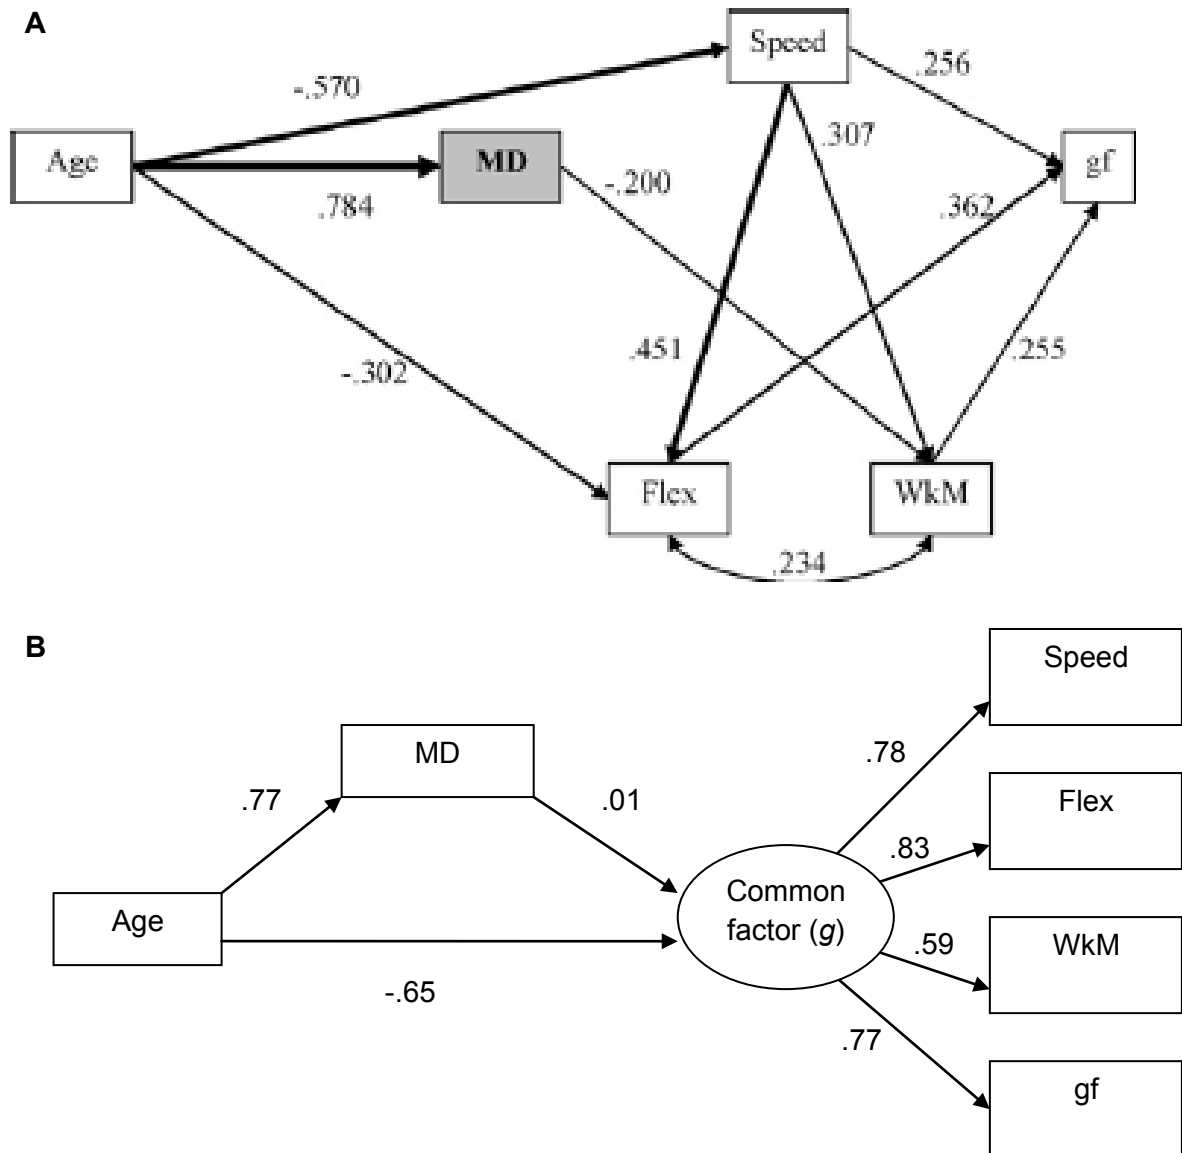 A
Speed
-.570
.256
Age
MD
.307
gf
-.200
.784
.362
.451
.255
-.302
Flex
WkM
.234
B
Speed
MD
.77
.01
.78
Flex
.83
Age
Common
factor (g)
.59
WkM
-.65
.77
gf